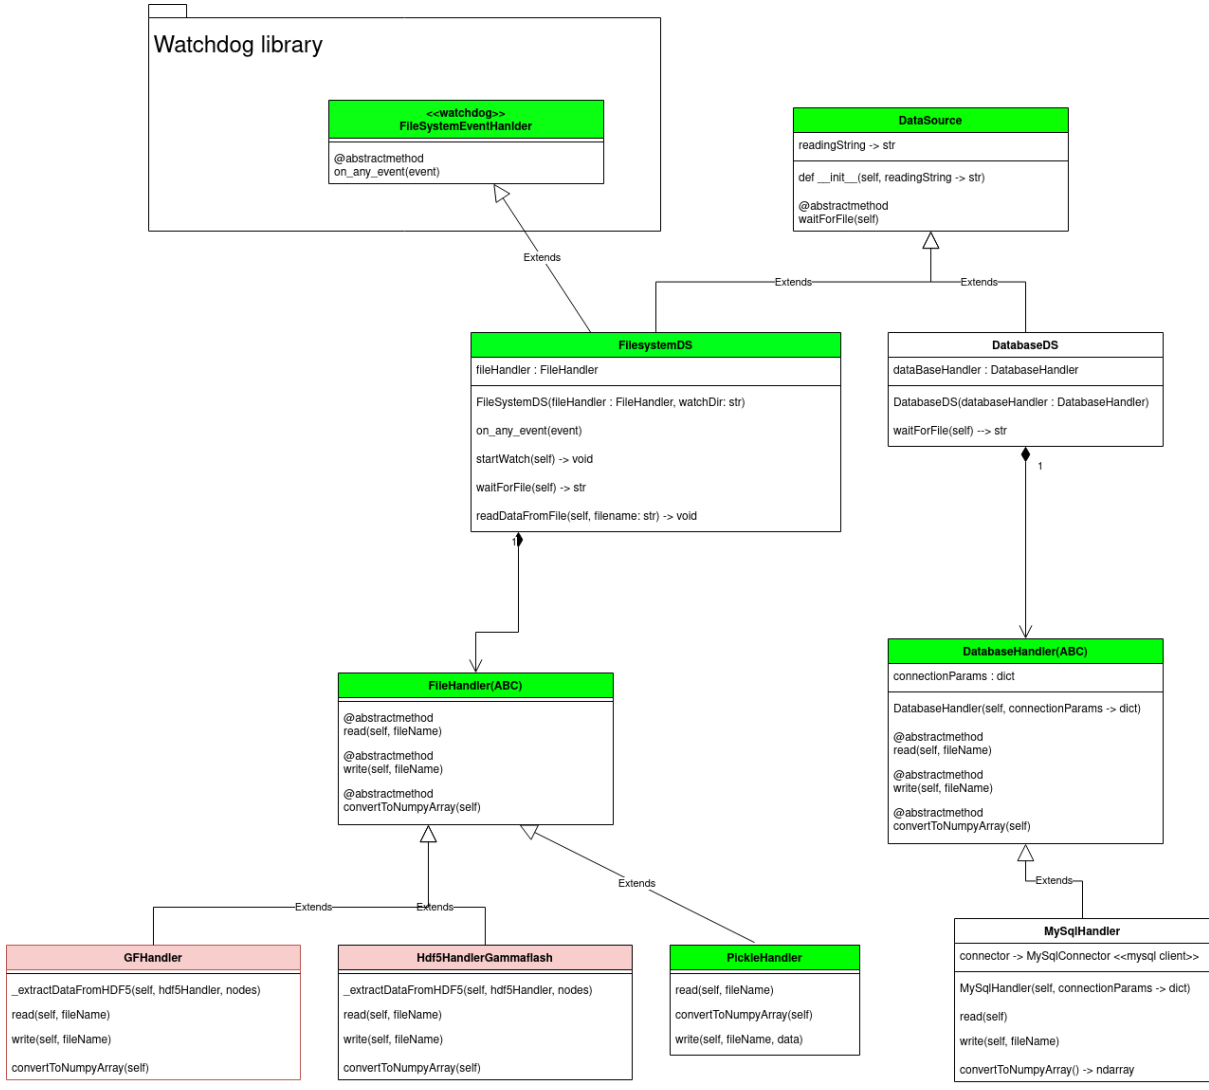 Watchdog library
<<watchdog>>
FileSystemEventHanlder
@abstractmethod
on_any_event(event)
DataSource
readingString -> str
def __init__(self, readingString -> str)
@abstractmethod
waitForFile(self)
Extends
Extends
Extends
FilesystemDS
fileHandler : FileHandler
FileSystemDS(fileHandler : FileHandler, watchDir: str)
on_any_event(event)
startWatch(self) -> void
waitForFile(self) -> str
readDataFromFile(self, filename: str) -> void
1
DatabaseDS
dataBaseHandler : DatabaseHandler
DatabaseDS(databaseHandler : DatabaseHandler)
waitForFile(self) --> str
1
FileHandler(ABC)
@abstractmethod
read(self, fileName)
@abstractmethod
write(self, fileName)
@abstractmethod
convertToNumpyArray(self)
DatabaseHandler(ABC)
connectionParams : dict
DatabaseHandler(self, connectionParams -> dict)
@abstractmethod
read(self, fileName)
@abstractmethod
write(self, fileName)
@abstractmethod
convertToNumpyArray(self)
Extends
Extends
Extends
Extends
GFHandler
_extractDataFromHDF5(self, hdf5Handler, nodes)
read(self, fileName)
write(self, fileName)
convertToNumpyArray(self)
Hdf5HandlerGammaflash
_extractDataFromHDF5(self, hdf5Handler, nodes)
read(self, fileName)
write(self, fileName)
convertToNumpyArray(self)
PickleHandler
read(self, fileName)
convertToNumpyArray(self)
write(self, fileName, data)
MySqlHandler
connector -> MySqlConnector <<mysql client>>
MySqlHandler(self, connectionParams -> dict)
read(self)
write(self, fileName)
convertToNumpyArray() -> ndarray